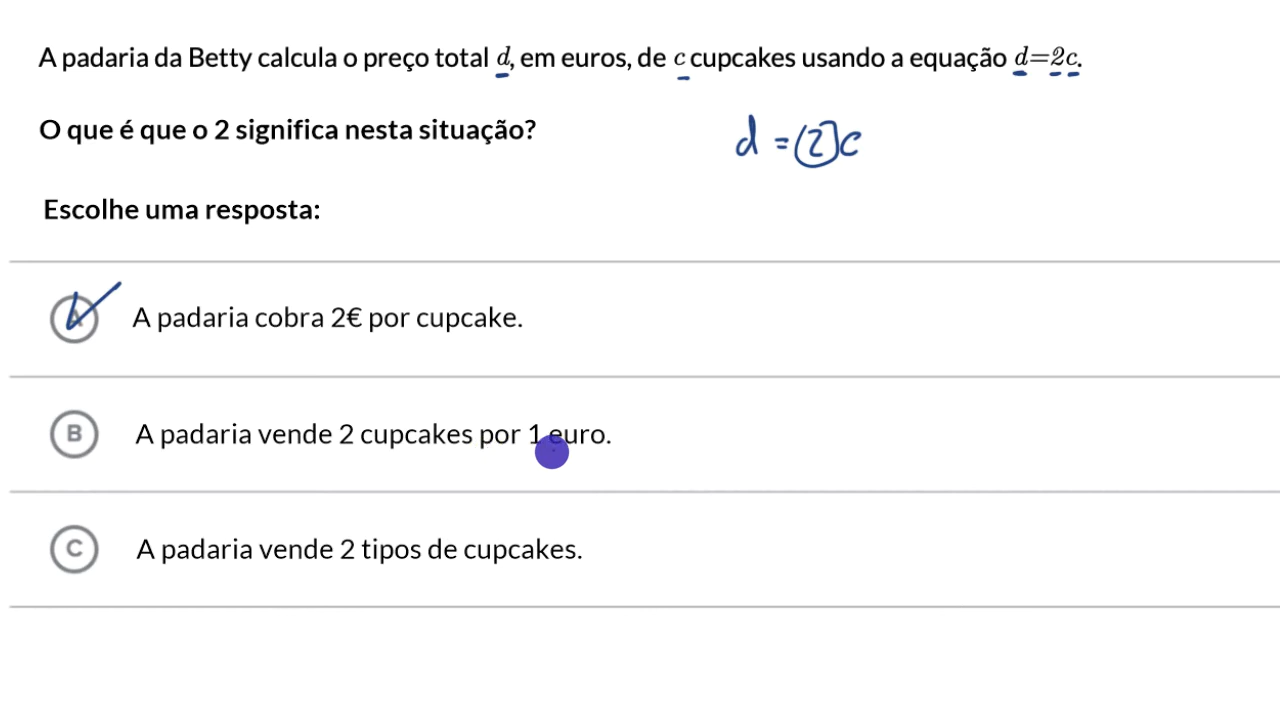 A padaria da Betty calcula o preço total d, em euros, de c cupcakes usando a equação d=2c.
O que é que o 2 significa nesta situação?
d = 2c
Escolhe uma resposta:
A A padaria cobra 2€ por cupcake.
B A padaria vende 2 cupcakes por 1 euro.
C A padaria vende 2 tipos de cupcakes.